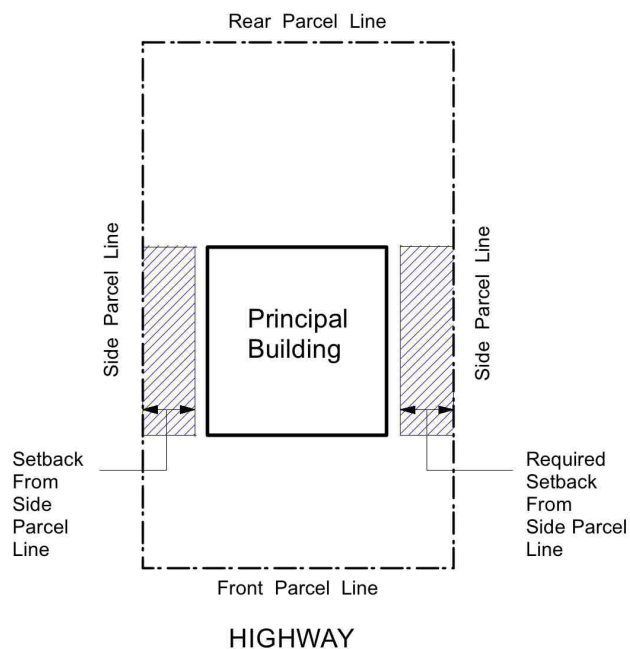 Rear Parcel Line
Side Parcel Line
Side Parcel Line
Principal
Building
Setback
From
Side
Parcel
Line
Required
Setback
From
Side Parcel
Line
Front Parcel Line
HIGHWAY